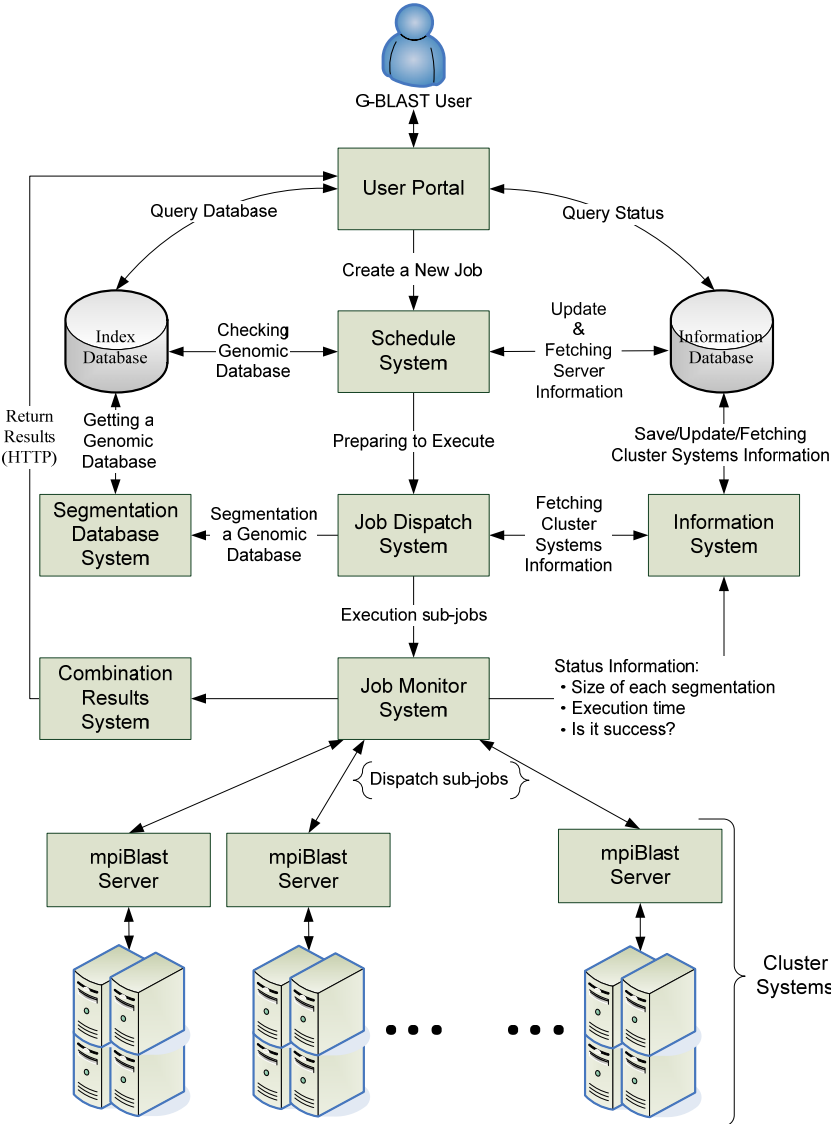 G-BLAST User
User Portal
Query Database
Query Status
Create a New Job
Index
Database
Checking
Genomic
Database
Schedule
System
Update
&
Fetching
Server
Information
Information
Database
Return
Results
(HTTP)
Getting a
Genomic
Database
Preparing to Execute
Save/Update/Fetching
Cluster Systems Information
Segmentation
Database
System
Segmentation
a Genomic
Database
Job Dispatch
System
Fetching
Cluster
Systems
Information
Information
System
Execution sub-jobs
Combination
Results
System
Job Monitor
System
Status Information:
• Size of each segmentation
• Execution time
• Is it success?
Dispatch sub-jobs
mpiBlast
Server
mpiBlast
Server
mpiBlast
Server
Cluster
Systems